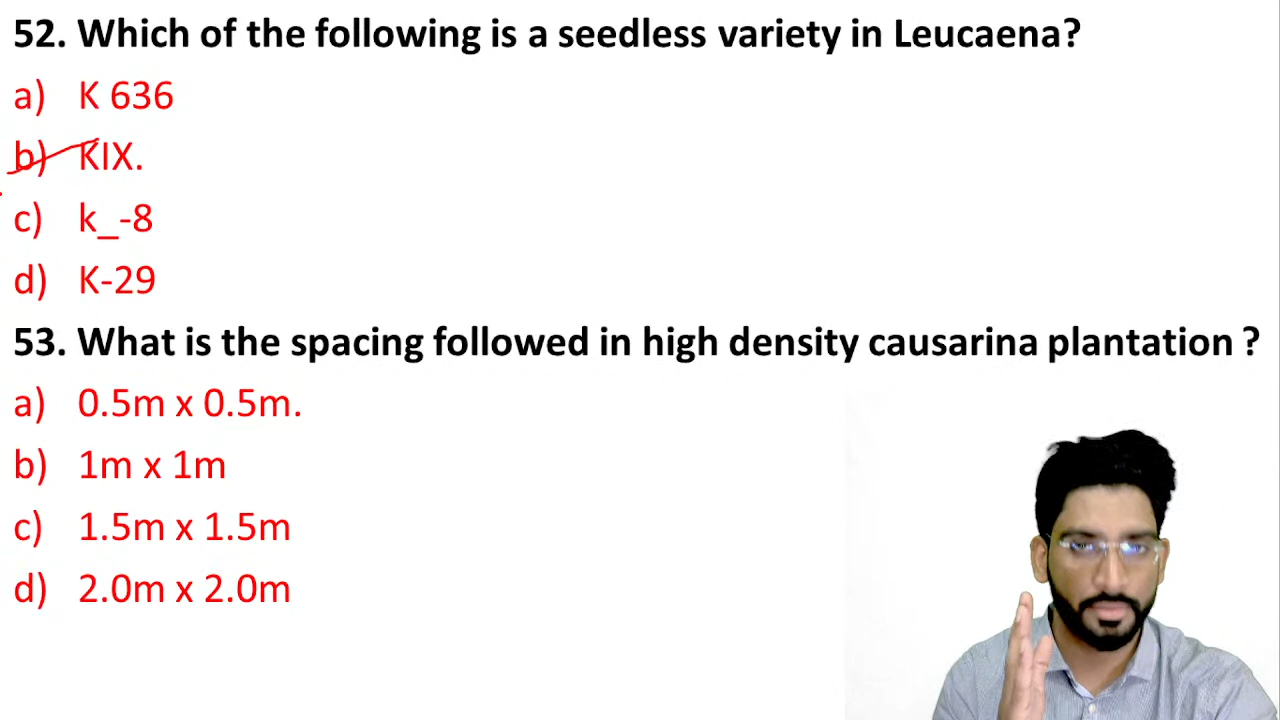 52. Which of the following is a seedless variety in Leucaena?
a) K 636
b) KIX.
c) k_-8
d) K-29
53. What is the spacing followed in high density causarina plantation ?
a) 0.5m x 0.5m.
b) 1m x 1m
c) 1.5m x 1.5m
d) 2.0m x 2.0m